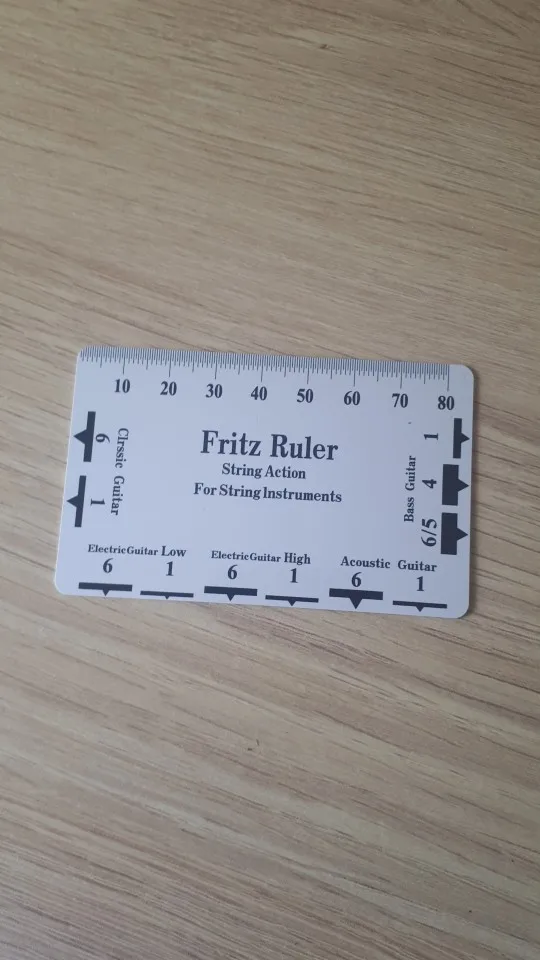 10 20 30 40 50 60 70 80
Fritz Ruler
String Action
For String Instruments
Clrssic Guitar
6 1
Bass Guitar
1 4 6/5
ElectricGuitar Low
6 1
ElectricGuitar High
6 1
Acoustic Guitar
6 1